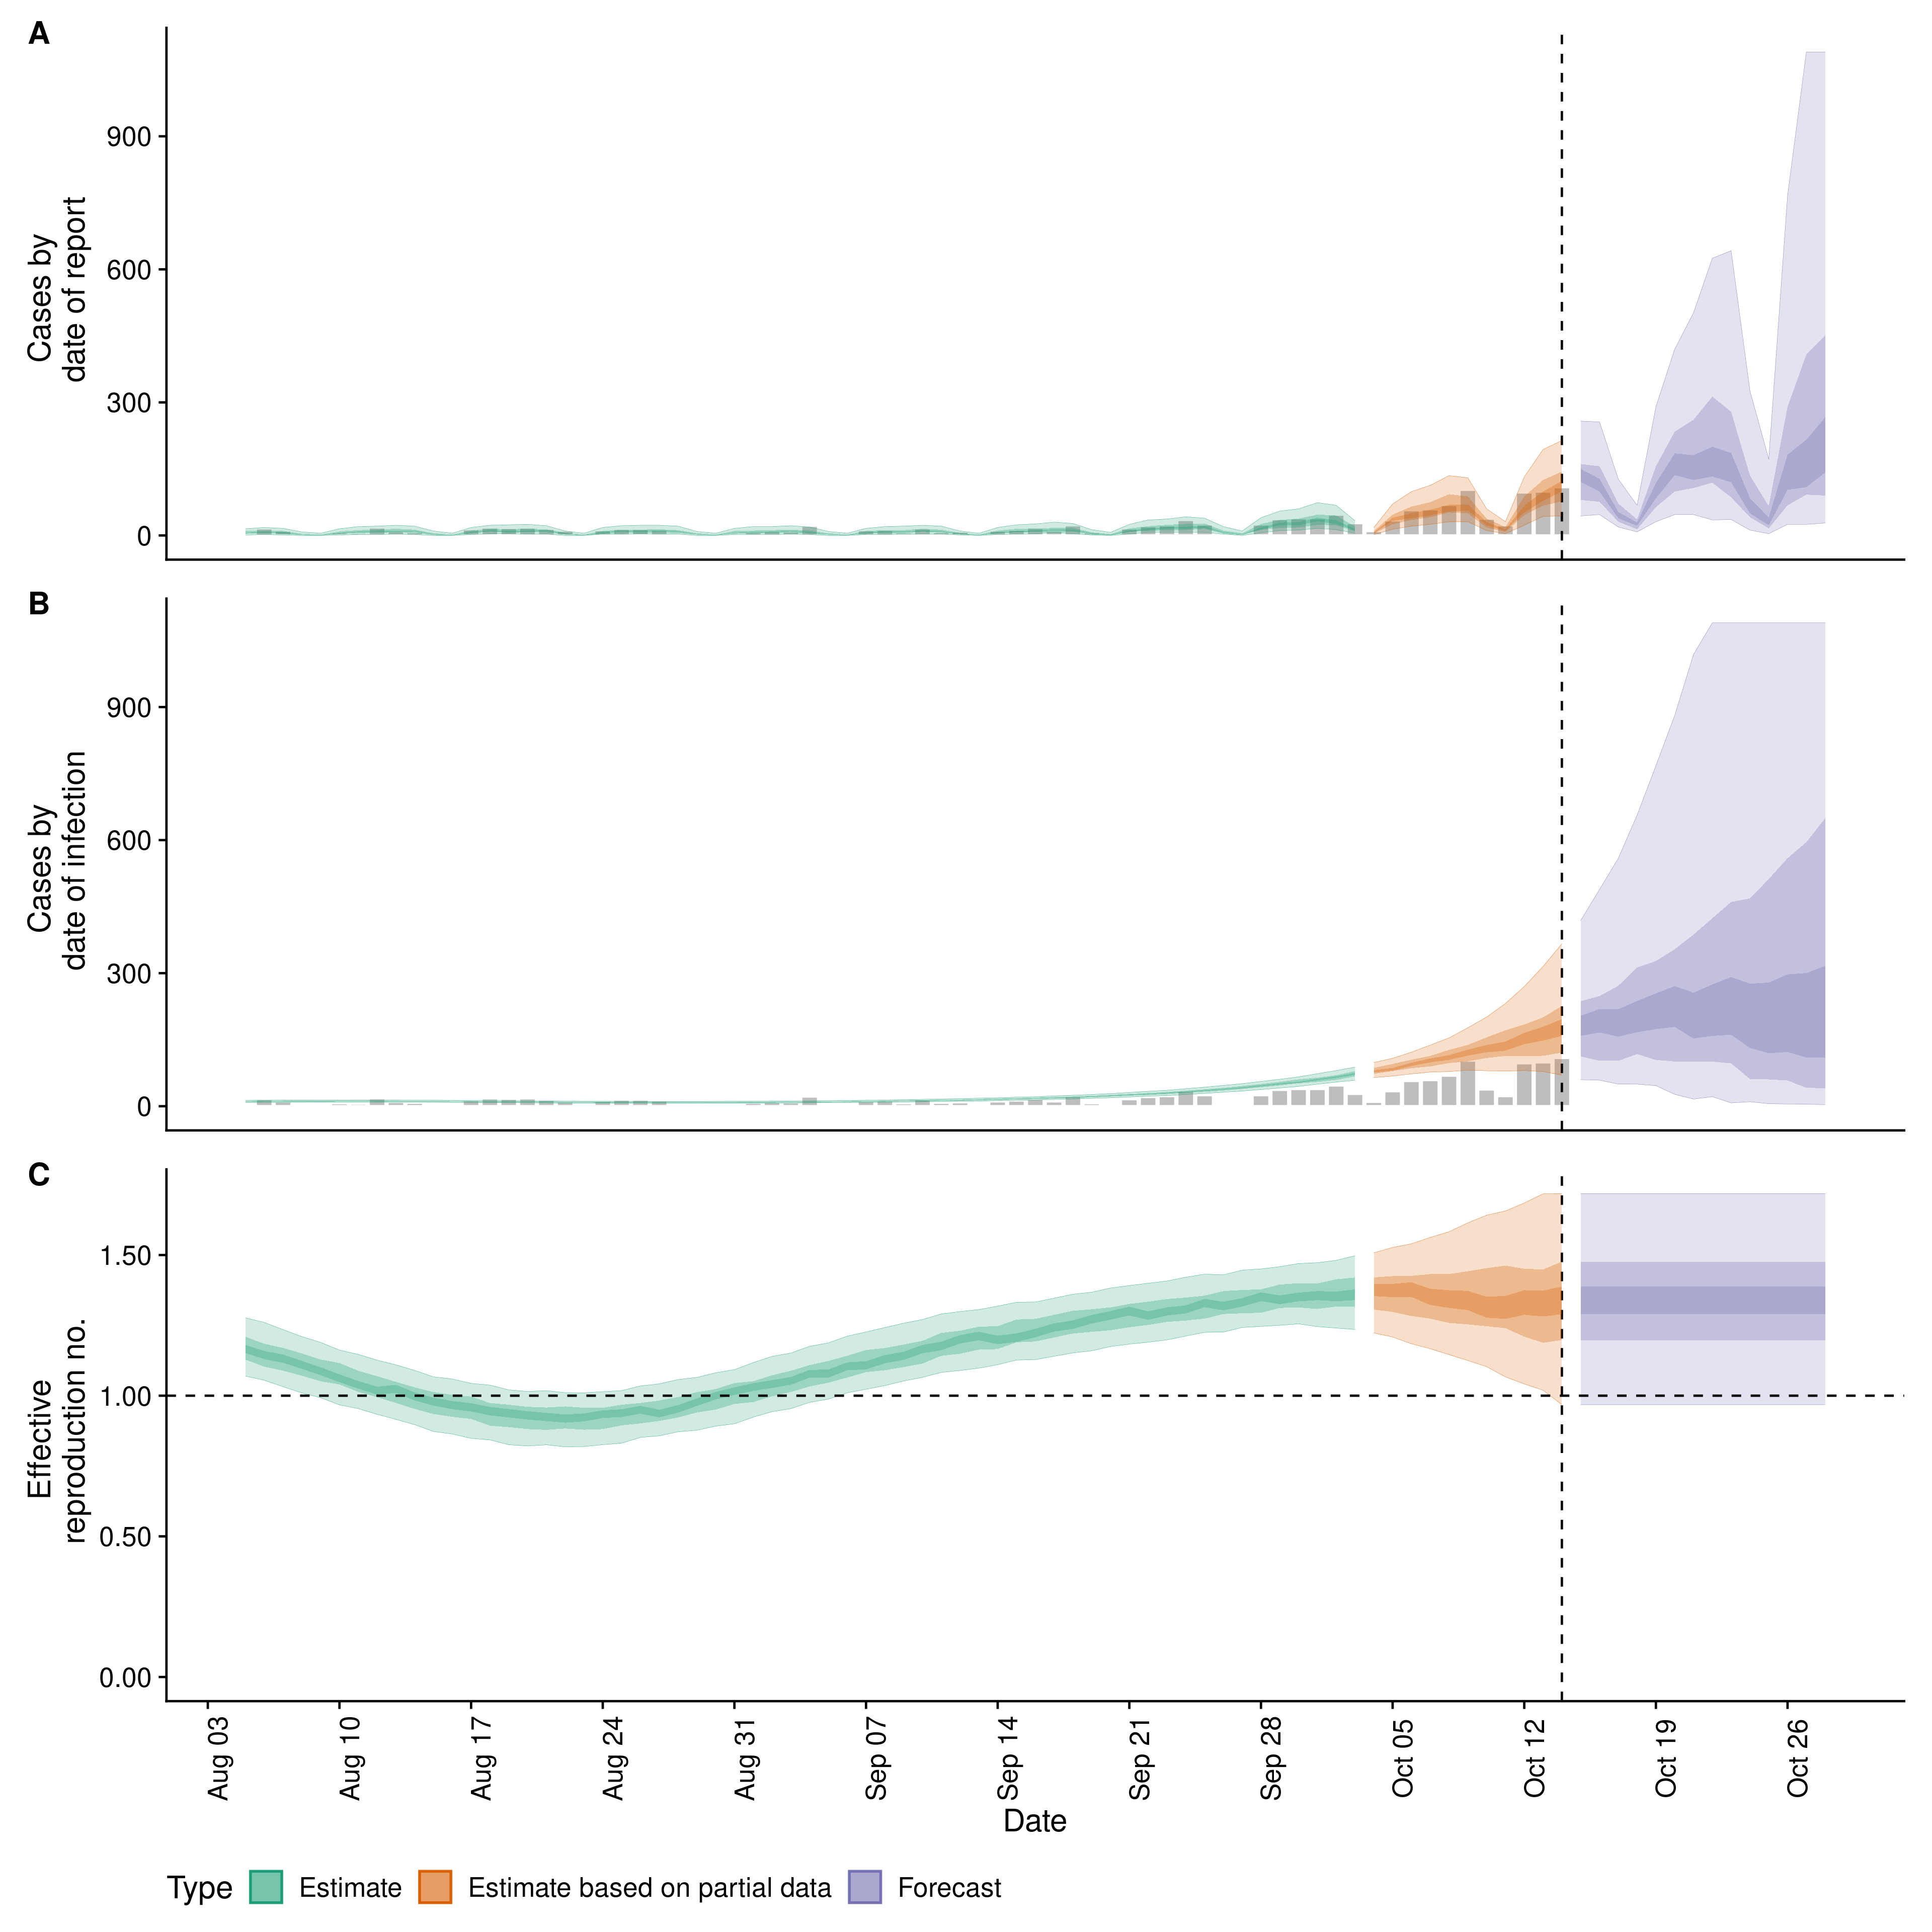 A
Cases by
date of report
900
600
300
0
B
Cases by
date of infection
900
600
300
0
C
Effective
reproduction no.
1.50
1.00
0.50
0.00
Aug 03
Aug 10
Aug 17
Aug 24
Aug 31
Sep 07
Sep 14
Sep 21
Sep 28
Oct 05
Oct 12
Oct 19
Oct 26
Date
Type Estimate Estimate based on partial data Forecast